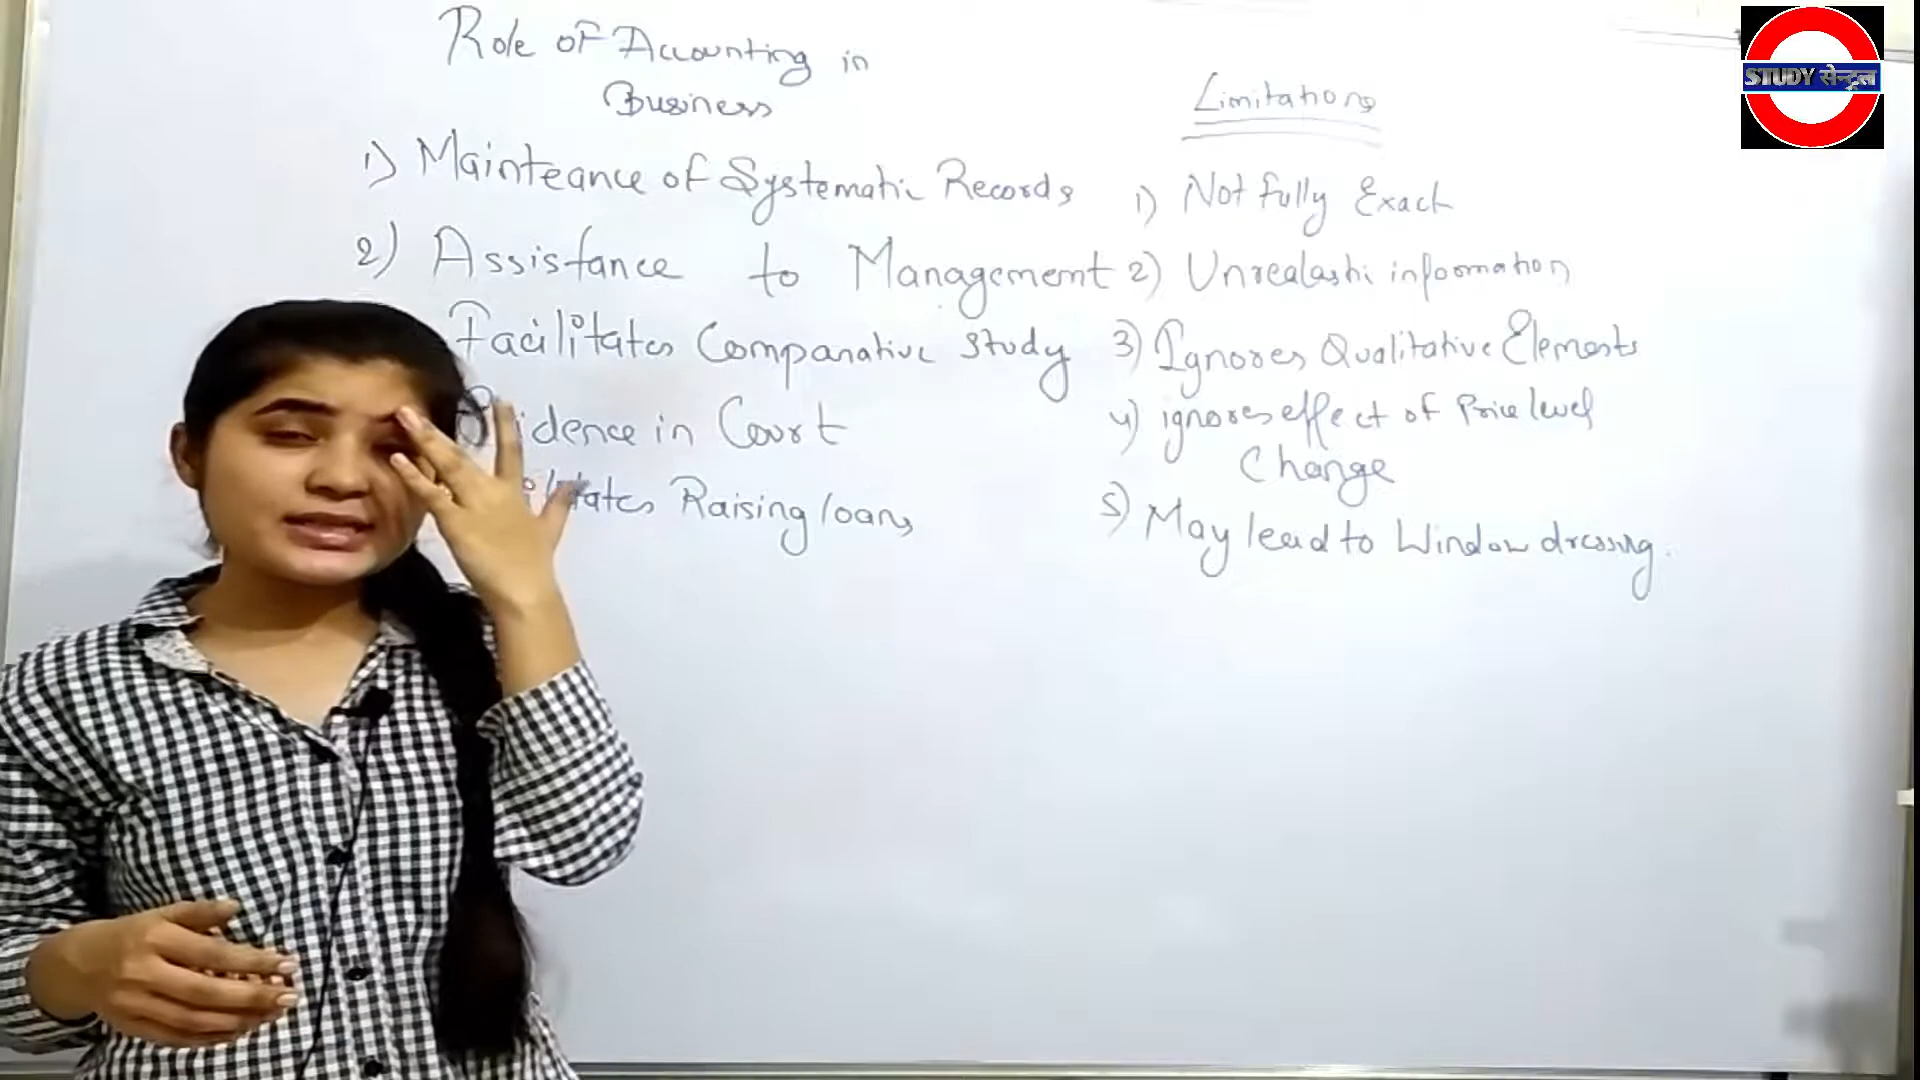 Role of Accounting in
Business
1) Mainteance of Systematic Records
2) Assistance to Management
Facilitates Comparative Study
idence in Court
tates Raising loans
Limitations
1) Not fully Exact
2) Unrealasti information
3) Ignores Qualitative Elements
4) ignores effect of Price level
Change
5) May lead to Window dressing.
STUDY सेन्ट्रल